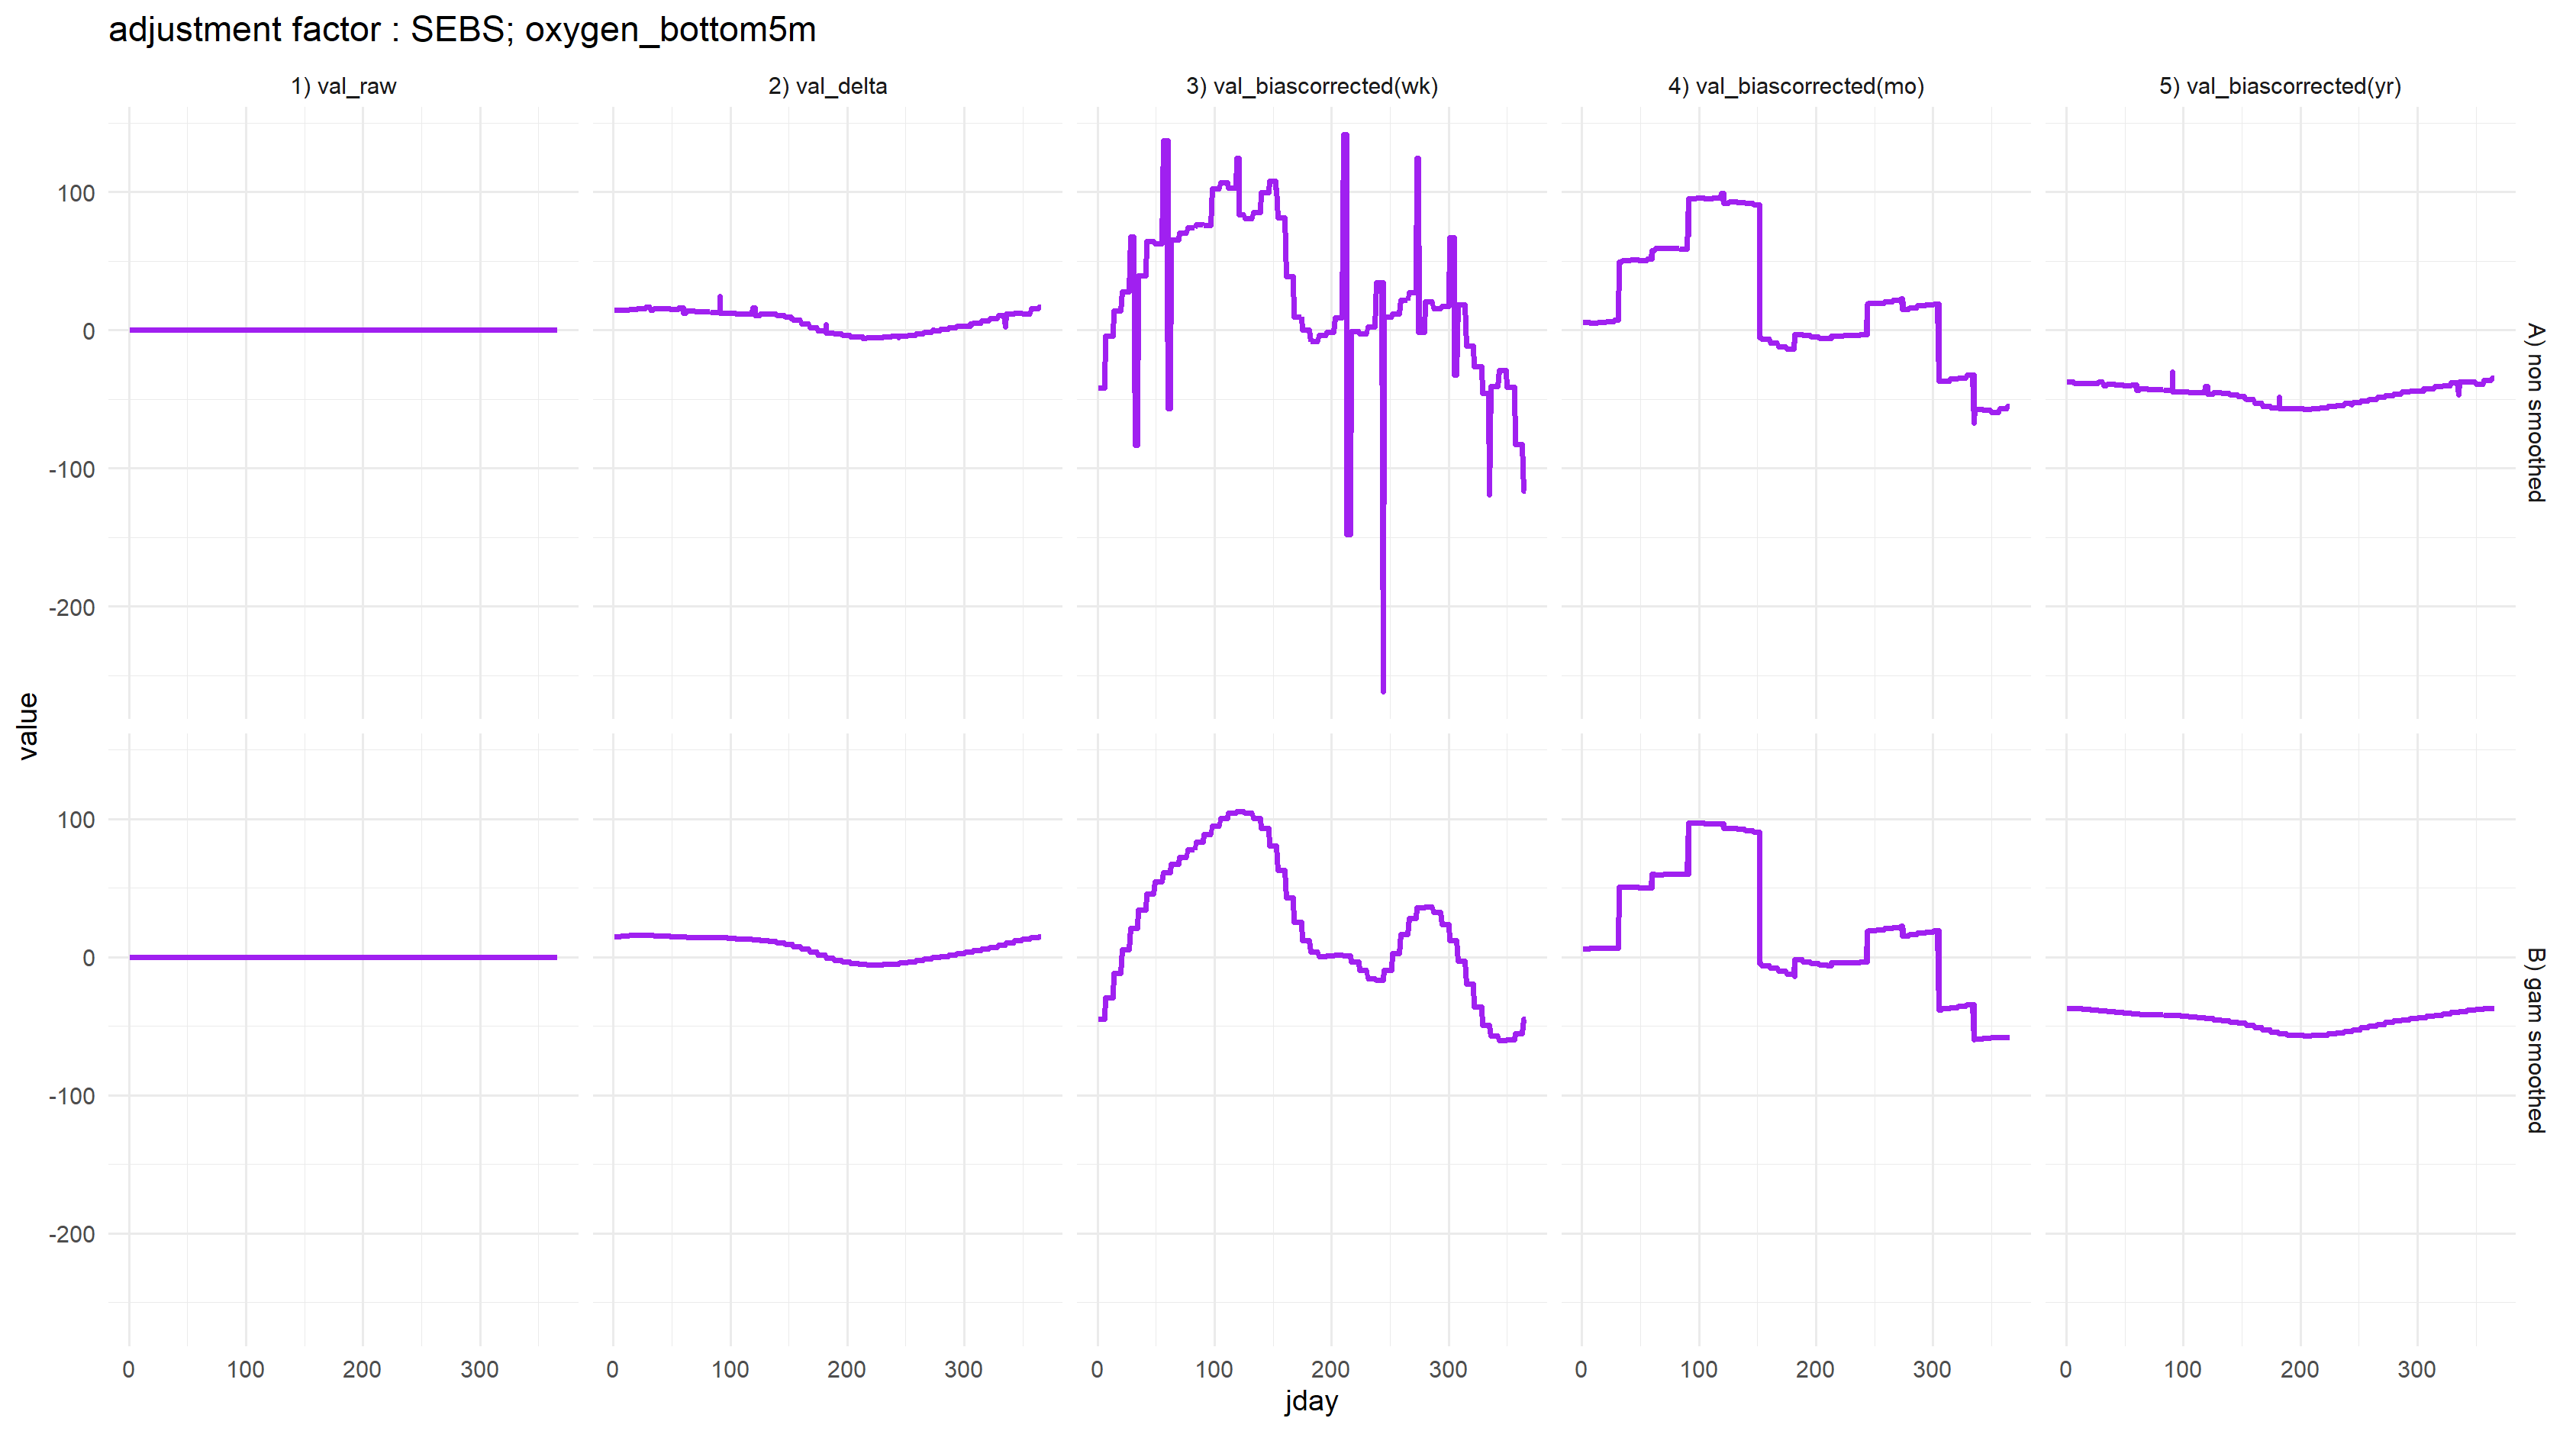 adjustment factor : SEBS; oxygen_bottom5m
1) val_raw
2) val_delta
3) val_biascorrected(wk)
4) val_biascorrected(mo)
5) val_biascorrected(yr)
100
0
-100
-200
A) non smoothed
value
100
0
-100
-200
B) gam smoothed
0 100 200 300
0 100 200 300
0 100 200 300
0 100 200 300
0 100 200 300
jday